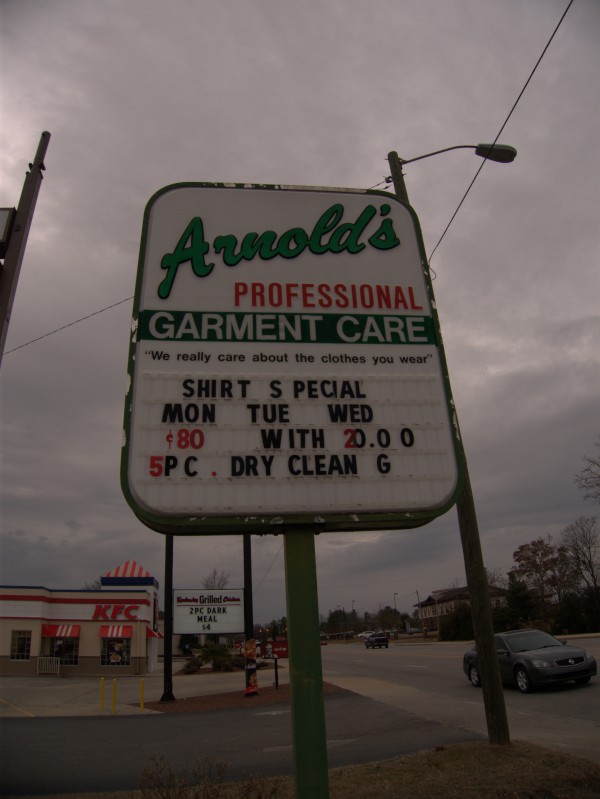 Arnold's
PROFESSIONAL
GARMENT CARE
"We really care about the clothes you wear"
SHIRT S PECIAL
MON TUE WED
¢80 WITH 20.00
5PC. DRY CLEAN G
KFC
Kentucky Grilled Chicken
2PC DARK
MEAL
$4